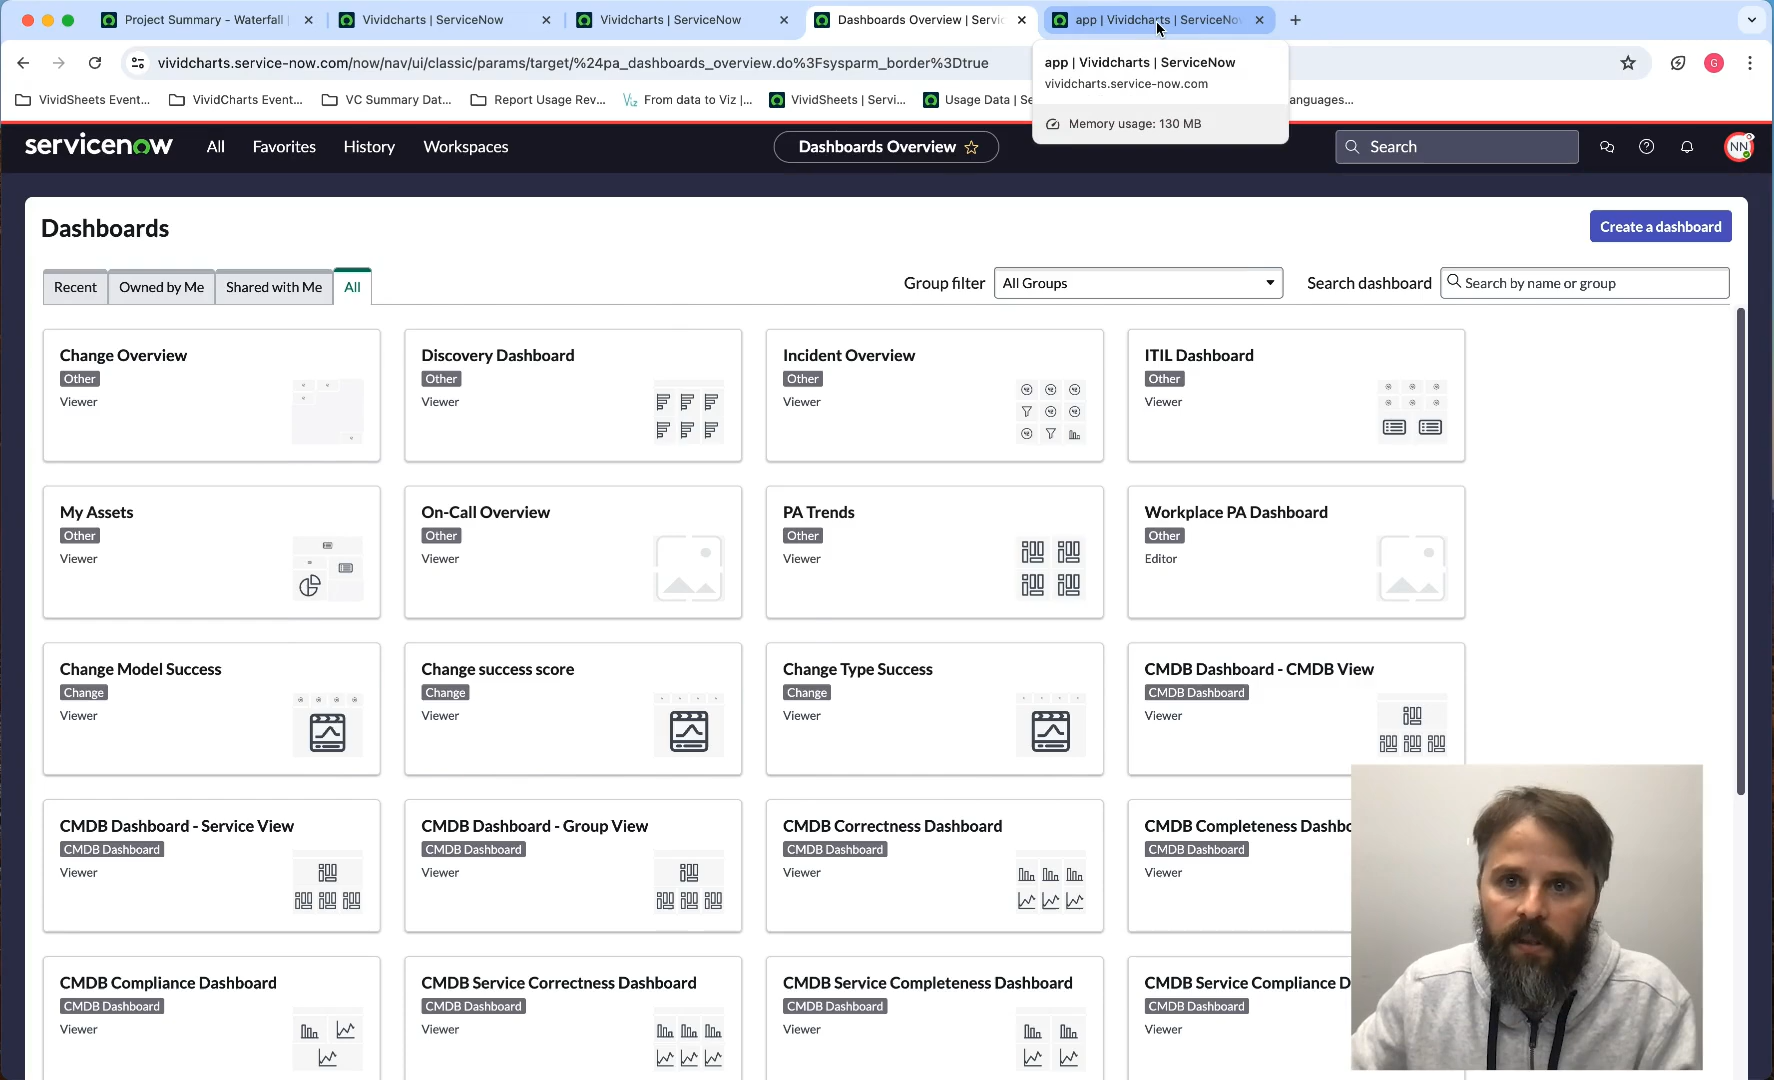 Project Summary - Waterfall
Vividcharts | ServiceNow
Vividcharts | ServiceNow
Dashboards Overview | Servic
app | Vividcharts | ServiceNo
vividcharts.service-now.com/now/nav/ui/classic/params/target/%24pa_dashboards_overview.do%3Fsysparm_border%3Dtrue
G
app | Vividcharts | ServiceNow
vividcharts.service-now.com
Memory usage: 130 MB
VividSheets Event...
VividCharts Event...
VC Summary Dat...
Report Usage Rev...
Viz
From data to Viz |...
VividSheets | Servi...
Usage Data | Se
anguages...
servicenow
All
Favorites
History
Workspaces
Dashboards Overview
Search
NN
Dashboards
Create a dashboard
Recent
Owned by Me
Shared with Me
All
Group filter
All Groups
Search dashboard
Search by name or group
Change Overview
Other
Viewer
Discovery Dashboard
Other
Viewer
Incident Overview
Other
Viewer
ITIL Dashboard
Other
Viewer
My Assets
Other
Viewer
On-Call Overview
Other
Viewer
PA Trends
Other
Viewer
Workplace PA Dashboard
Other
Editor
Change Model Success
Change
Viewer
Change success score
Change
Viewer
Change Type Success
Change
Viewer
CMDB Dashboard - CMDB View
CMDB Dashboard
Viewer
CMDB Dashboard - Service View
CMDB Dashboard
Viewer
CMDB Dashboard - Group View
CMDB Dashboard
Viewer
CMDB Correctness Dashboard
CMDB Dashboard
Viewer
CMDB Completeness Dashbo
CMDB Dashboard
Viewer
CMDB Compliance Dashboard
CMDB Dashboard
Viewer
CMDB Service Correctness Dashboard
CMDB Dashboard
Viewer
CMDB Service Completeness Dashboard
CMDB Dashboard
Viewer
CMDB Service Compliance D
CMDB Dashboard
Viewer